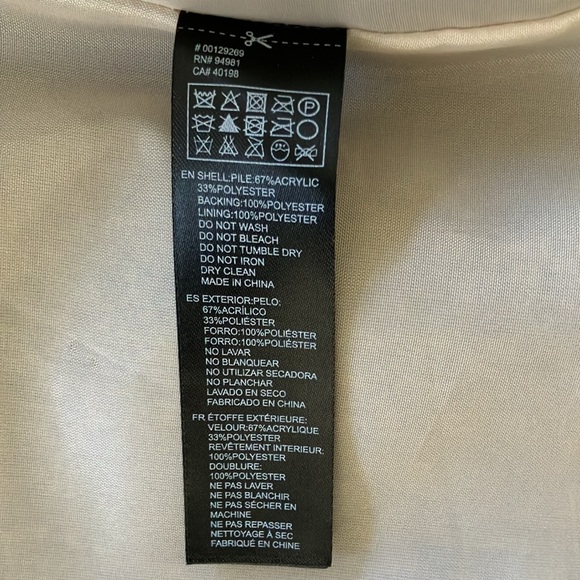 # 00129269
RN# 94981
CA# 40198
P
EN SHELL:PILE:67%ACRYLIC
33%POLYESTER
BACKING:100%POLYESTER
LINING:100%POLYESTER
DO NOT WASH
DO NOT BLEACH
DO NOT TUMBLE DRY
DO NOT IRON
DRY CLEAN
MADE IN CHINA
ES EXTERIOR:PELO:
67%ACRÍLICO
33%POLIÉSTER
FORRO:100%POLIÉSTER
FORRO:100%POLIÉSTER
NO LAVAR
NO BLANQUEAR
NO UTILIZAR SECADORA
NO PLANCHAR
LAVADO EN SECO
FABRICADO EN CHINA
FR ÉTOFFE EXTÉRIEURE:
VELOUR:67%ACRYLIQUE
33%POLYESTER
REVÊTEMENT INTERIEUR:
100%POLYESTER
DOUBLURE:
100%POLYESTER
NE PAS LAVER
NE PAS BLANCHIR
NE PAS SÉCHER EN
MACHINE
NE PAS REPASSER
NETTOYAGE À SEC
FABRIQUÉ EN CHINE